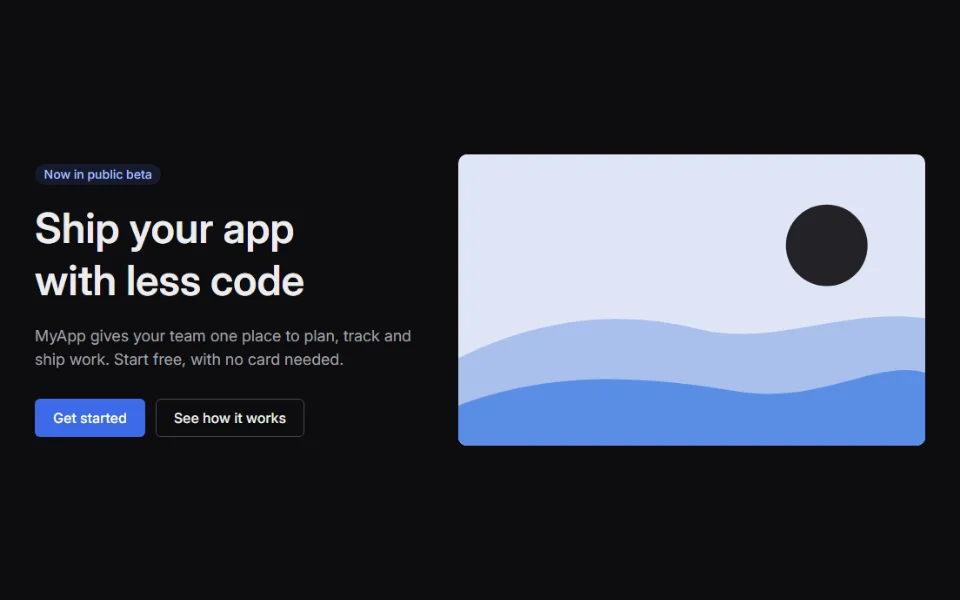 Now in public beta
Ship your app
with less code
MyApp gives your team one place to plan, track and
ship work. Start free, with no card needed.
Get started
See how it works